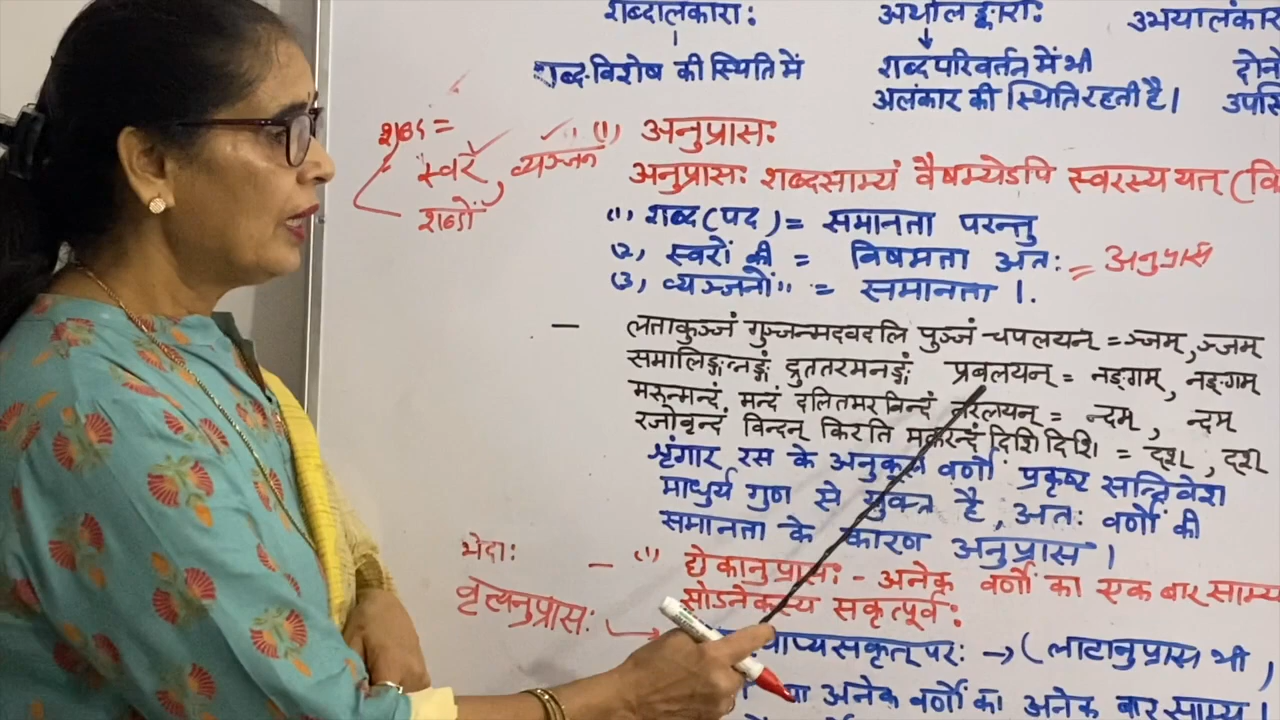 शब्दालंकाराः अर्थालङ्काराः उभयालंकार
शब्द-विशेष की स्थिति में
शब्दपरिवर्तन में भी दोनों
अलंकार की स्थिति रहती है। उपस्थि
शब्द =
स्वर, व्यञ्जन
शब्दों
(1) अनुप्रासः
अनुप्रासः शब्दसाम्यं वैषम्येऽपि स्वरस्य यत् (वि
(1) शब्द (पद) = समानता परन्तु
(2) स्वरों की = विषमता अतः = अनुप्रास
(3) व्यञ्जनों " = समानता ।
— लताकुञ्जं गुञ्जन्मदवदलि पुञ्जं चपलयन् = ञ्जम्, ञ्जम्
समालिङ्गन्नङ्गं द्रुततरमनङ्गं प्रबलयन् = नङ्गम्, नङ्गम्
मरुन्मन्दं मन्दं दलितमरविन्दं तरलयन् = न्दम्, न्दम्
रजोवृन्दं विन्दन् किरति मकरन्दं दिशि दिशि = दृश्, दृश्
शृंगार रस के अनुकूल वर्णों प्रकृष्ट सन्निवेश
माधुर्य गुण से युक्त है, अतः वर्णों की
समानता के कारण अनुप्रास ।
भेदाः — (1) छेकानुप्रासः - अनेक वर्णों का एक बार साम्य
सोऽनेकस्य सकृत्पूर्वः
वृत्यनुप्रासः
प्यसकृत् परः → (लाटानुप्रास भी,
या अनेक वर्णों का अनेक बार साम्य ।